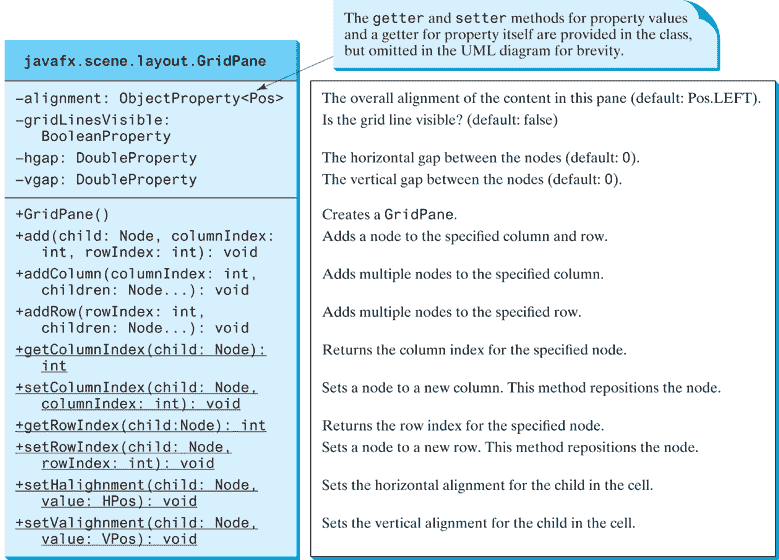 The getter and setter methods for property values
and a getter for property itself are provided in the class,
but omitted in the UML diagram for brevity.
javafx.scene.layout.GridPane
–alignment: ObjectProperty<Pos>
–gridLinesVisible:
BooleanProperty
–hgap: DoubleProperty
–vgap: DoubleProperty
The overall alignment of the content in this pane (default: Pos.LEFT).
Is the grid line visible? (default: false)
The horizontal gap between the nodes (default: 0).
The vertical gap between the nodes (default: 0).
+GridPane()
+add(child: Node, columnIndex:
int, rowIndex: int): void
+addColumn(columnIndex: int,
children: Node...): void
+addRow(rowIndex: int,
children: Node...): void
+getColumnIndex(child: Node):
int
+setColumnIndex(child: Node,
columnIndex: int): void
+getRowIndex(child:Node): int
+setRowIndex(child: Node,
rowIndex: int): void
+setHalighnment(child: Node,
value: HPos): void
+setValighnment(child: Node,
value: VPos): void
Creates a GridPane.
Adds a node to the specified column and row.
Adds multiple nodes to the specified column.
Adds multiple nodes to the specified row.
Returns the column index for the specified node.
Sets a node to a new column. This method repositions the node.
Returns the row index for the specified node.
Sets a node to a new row. This method repositions the node.
Sets the horizontal alignment for the child in the cell.
Sets the vertical alignment for the child in the cell.